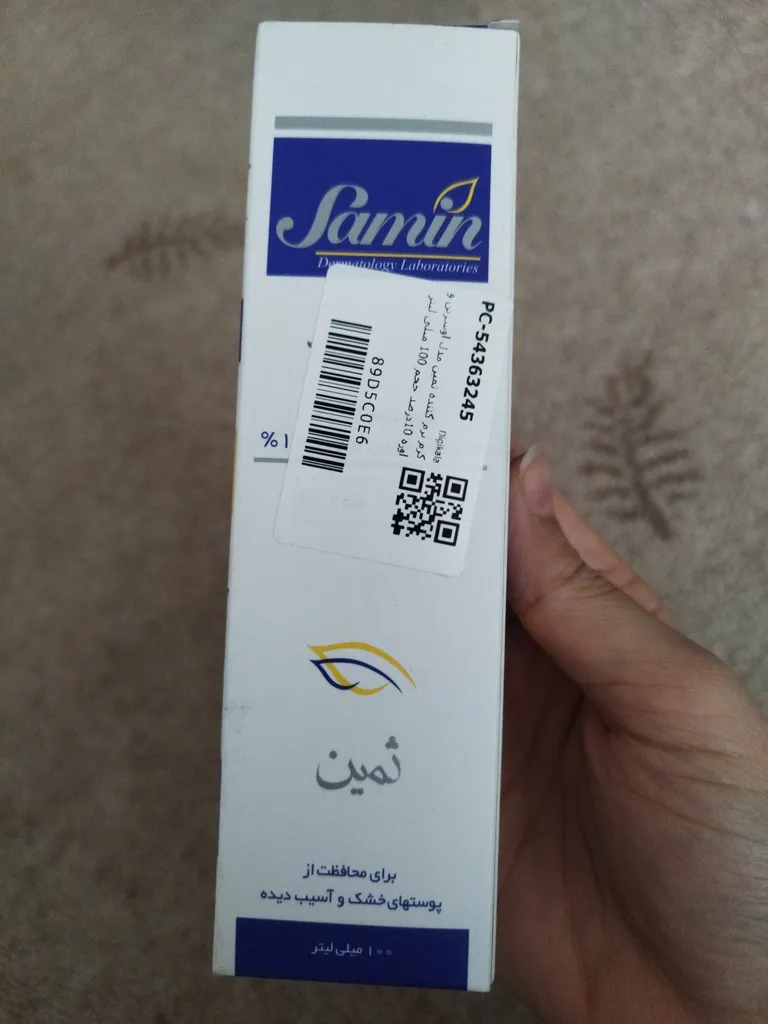 Samin
Dermatology Laboratories
PC-54363245
Digikala
کرم نرم کننده ثمین مدل اوسرین و
اوره 10درصد حجم 100 میلی لیتر
89D5C0E6
ثمین
برای محافظت از
پوستهای خشک و آسیب دیده
۱۰۰ میلی لیتر